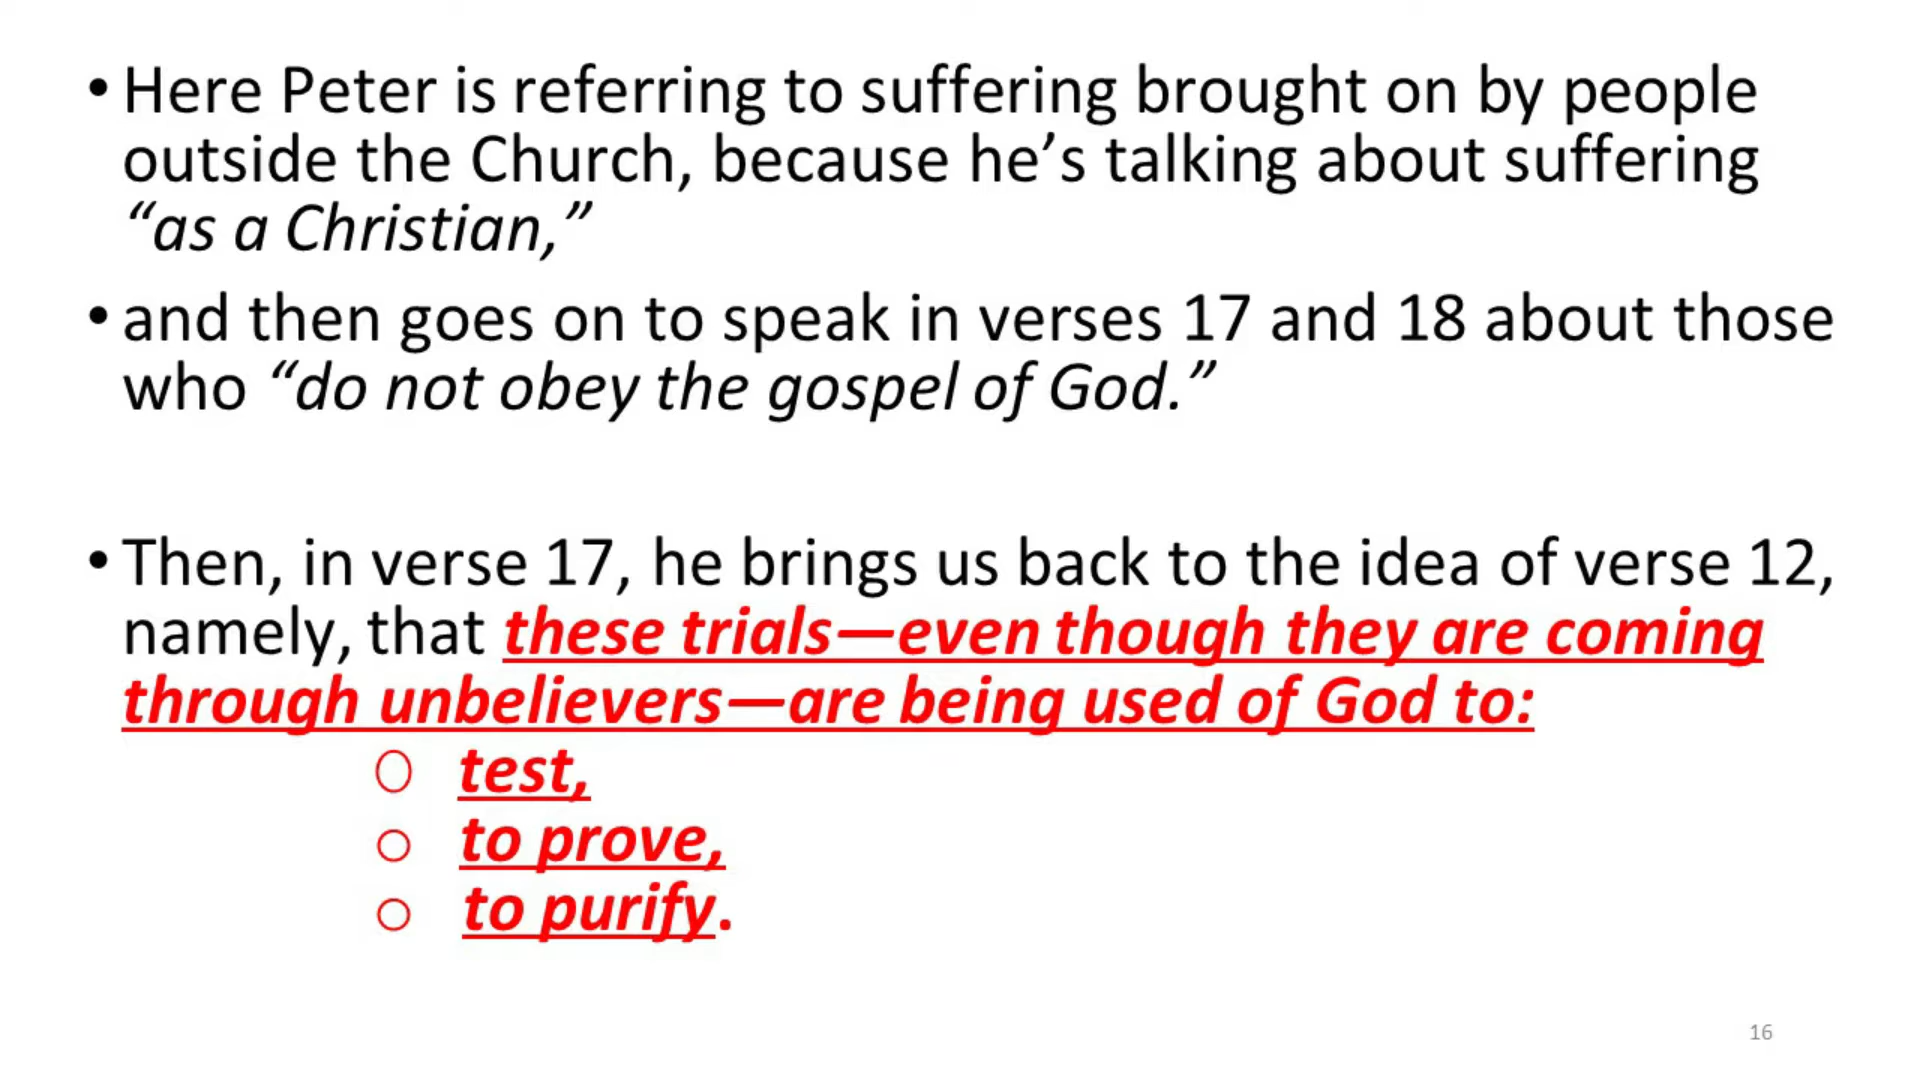 • Here Peter is referring to suffering brought on by people
outside the Church, because he’s talking about suffering
“as a Christian,”
• and then goes on to speak in verses 17 and 18 about those
who “do not obey the gospel of God.”
• Then, in verse 17, he brings us back to the idea of verse 12,
namely, that these trials—even though they are coming
through unbelievers—are being used of God to:
○ test,
○ to prove,
○ to purify.
16